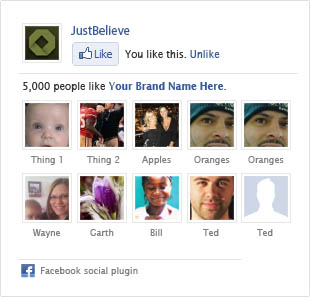 JustBelieve
Like You like this. Unlike
5,000 people like Your Brand Name Here.
Thing 1 Thing 2 Apples Oranges Oranges
Wayne Garth Bill Ted Ted
Facebook social plugin